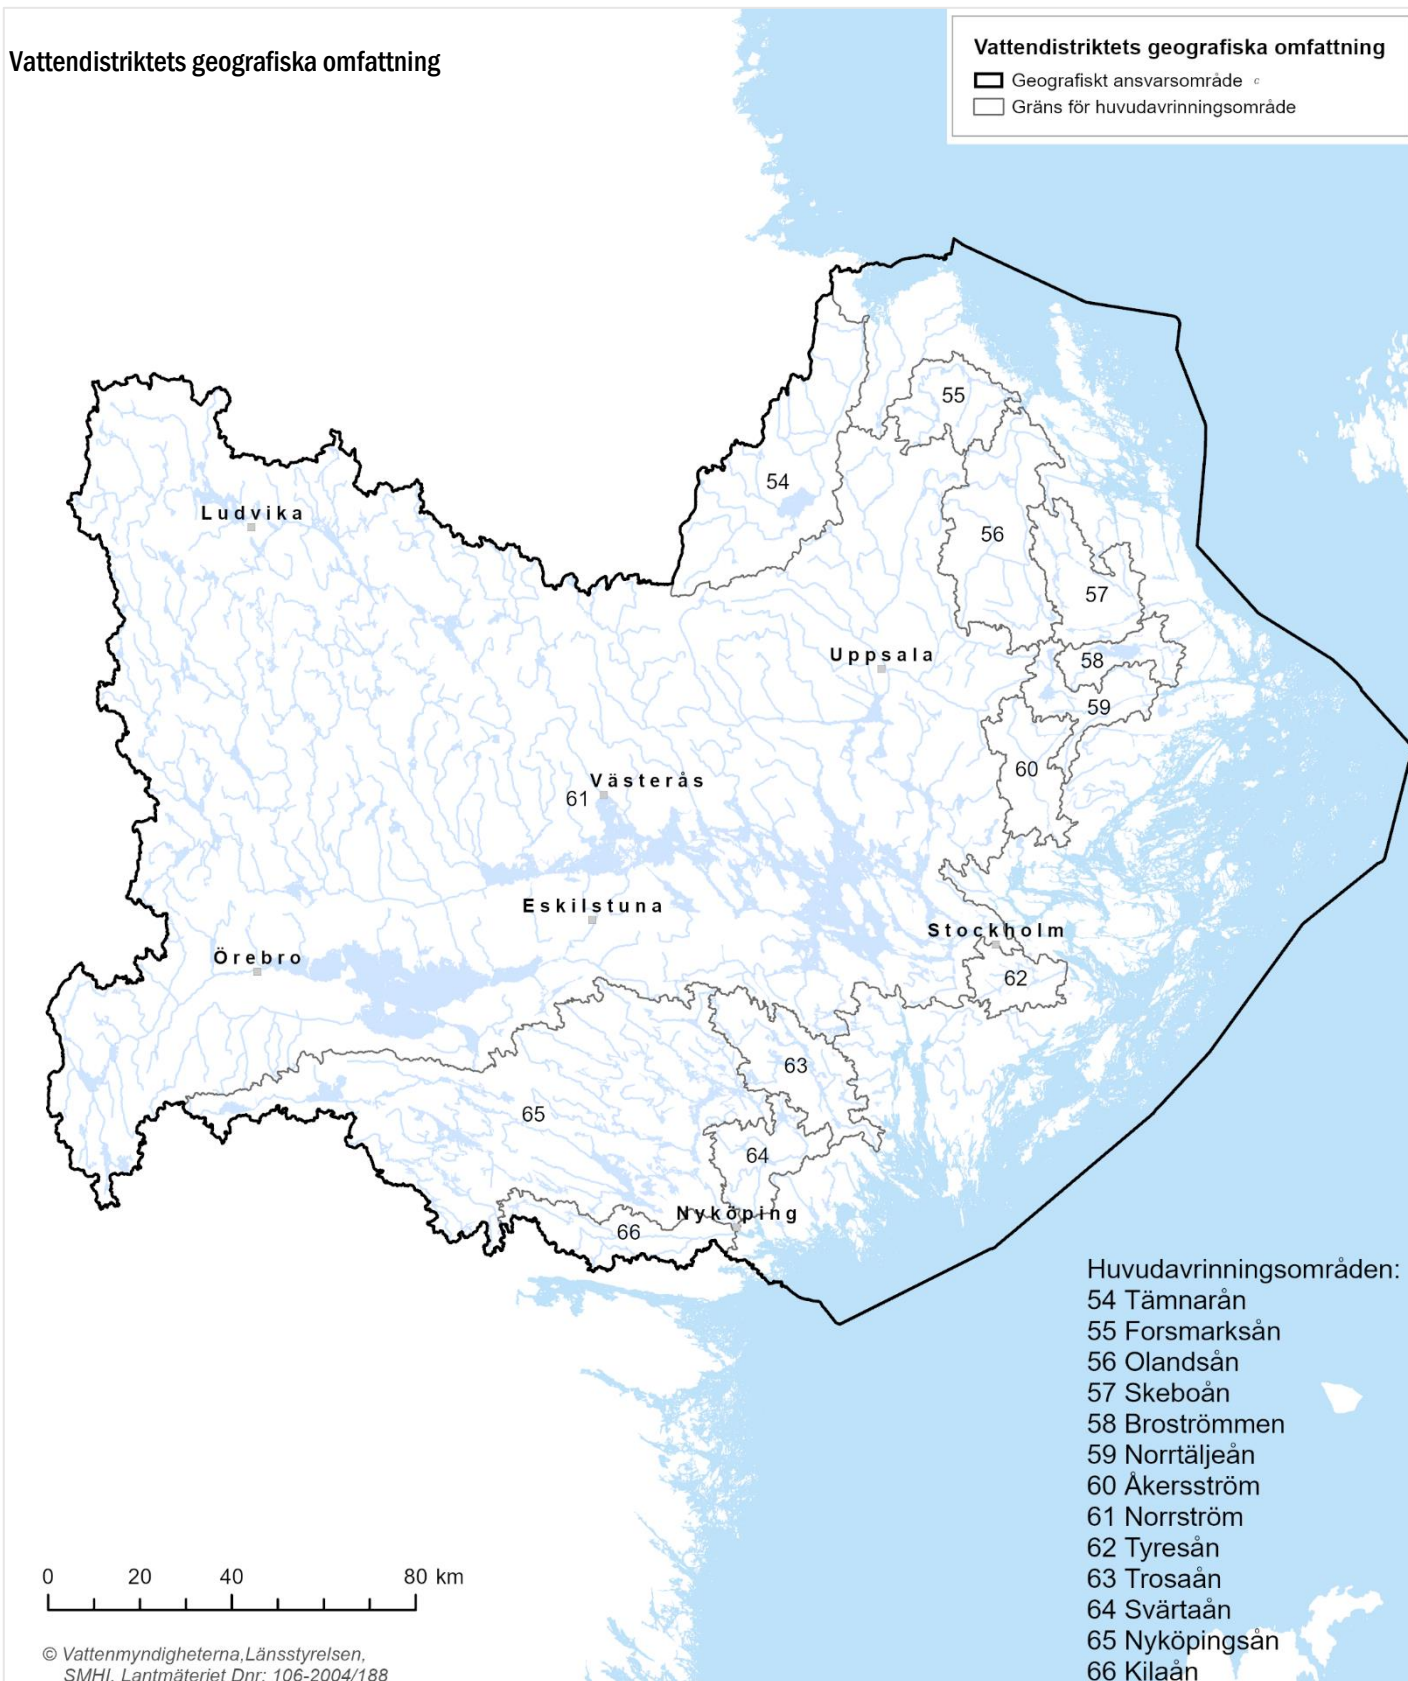 Vattendistriktets geografiska omfattning
Vattendistriktets geografiska omfattning
Geografiskt ansvarsområde c
Gräns för huvudavrinningsområde
55
54
Ludvika
56
57
Uppsala
58
59
60
Västerås
61
Eskilstuna
Stockholm
Örebro
62
63
65
64
Nyköping
66
Huvudavrinningsområden:
54 Tämnarån
55 Forsmarksån
56 Olandsån
57 Skeboån
58 Broströmmen
59 Norrtäljeån
60 Åkersström
61 Norrström
62 Tyresån
63 Trosaån
64 Svärtaån
65 Nyköpingsån
66 Kilaån
0 20 40 80 km
© Vattenmyndigheterna,Länsstyrelsen,
SMHI, Lantmäteriet Dnr: 106-2004/188